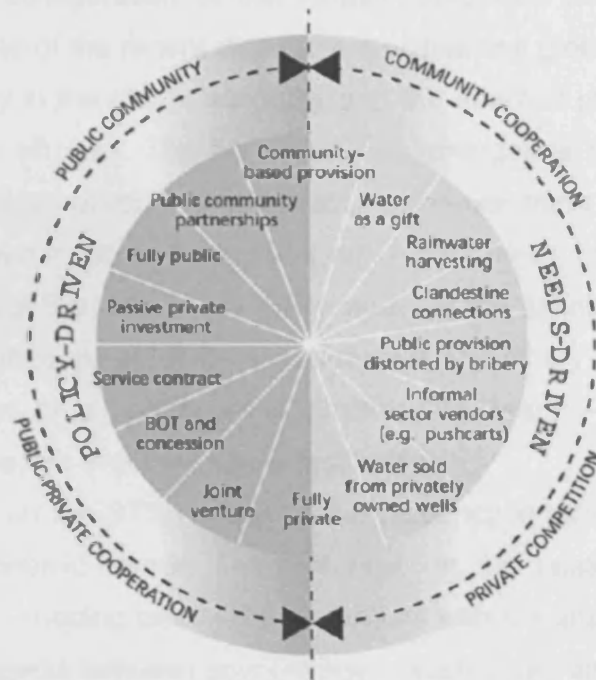 PUBLIC COMMUNITY
COMMUNITY COOPERATION
POLICY-DRIVEN
NEEDS-DRIVEN
PUBLIC-PRIVATE COOPERATION
PRIVATE COMPETITION
Community-
based provision
Public community
partnerships
Fully public
Passive private
investment
Service contract
BOT and
concession
Joint
venture
Fully
private
Water
as a gift
Rainwater
harvesting
Clandestine
connections
Public provision
distorted by bribery
Informal
sector vendors
(e.g. pushcarts)
Water sold
from privately
owned wells